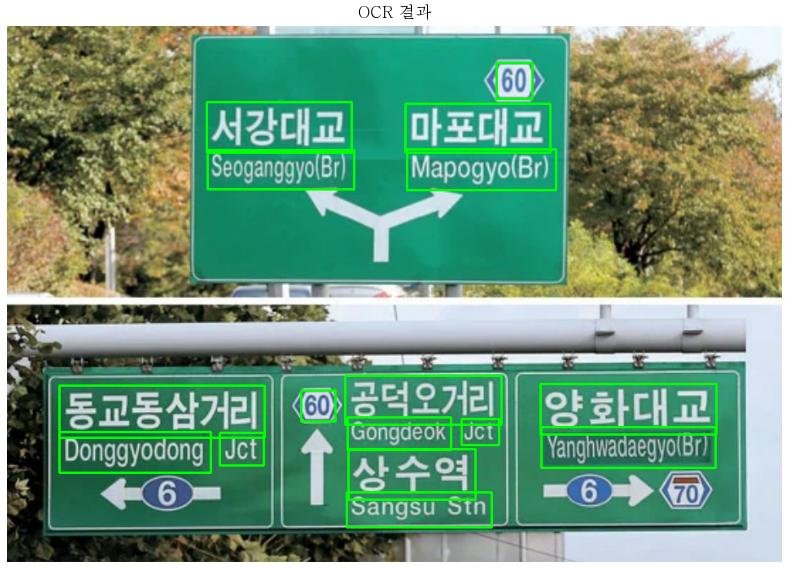 OCR 결과
60
서강대교 마포대교
Seoganggyo(Br) Mapogyo(Br)
동교동삼거리
Donggyodong Jct
6
60
공덕오거리
Gongdeok Jct
상수역
Sangsu Stn
양화대교
Yanghwadaegyo(Br)
6
70